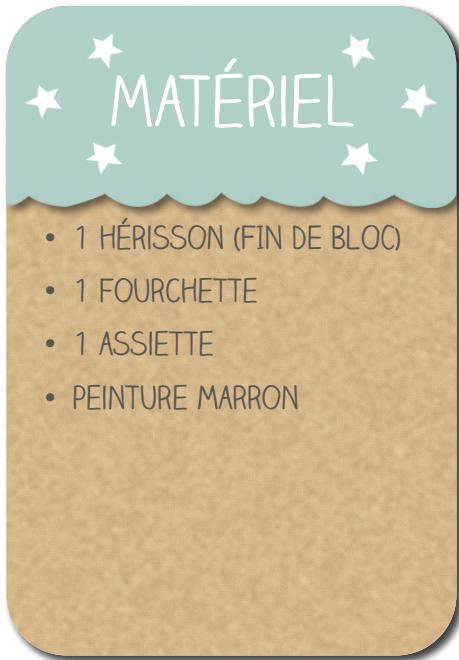 MATÉRIEL
• 1 HÉRISSON (FIN DE BLOC)
• 1 FOURCHETTE
• 1 ASSIETTE
• PEINTURE MARRON